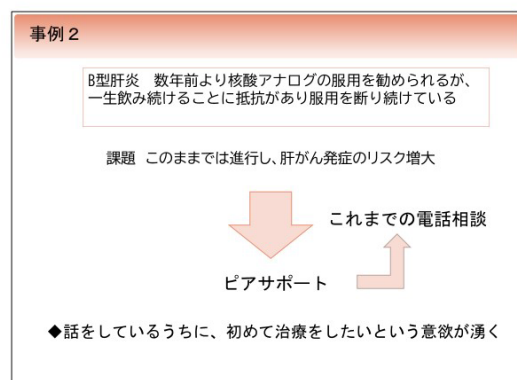 事例２
B型肝炎　数年前より核酸アナログの服用を勧められるが、
一生飲み続けることに抵抗があり服用を断り続けている
課題　このままでは進行し、肝がん発症のリスク増大
これまでの電話相談
ピアサポート
◆話をしているうちに、初めて治療をしたいという意欲が湧く